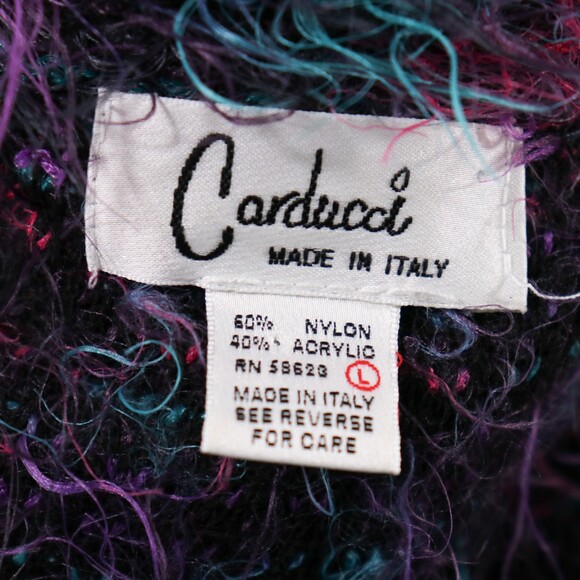 Carducci
MADE IN ITALY
60% NYLON
40% ACRYLIC
RN 58623 L
MADE IN ITALY
SEE REVERSE
FOR CARE